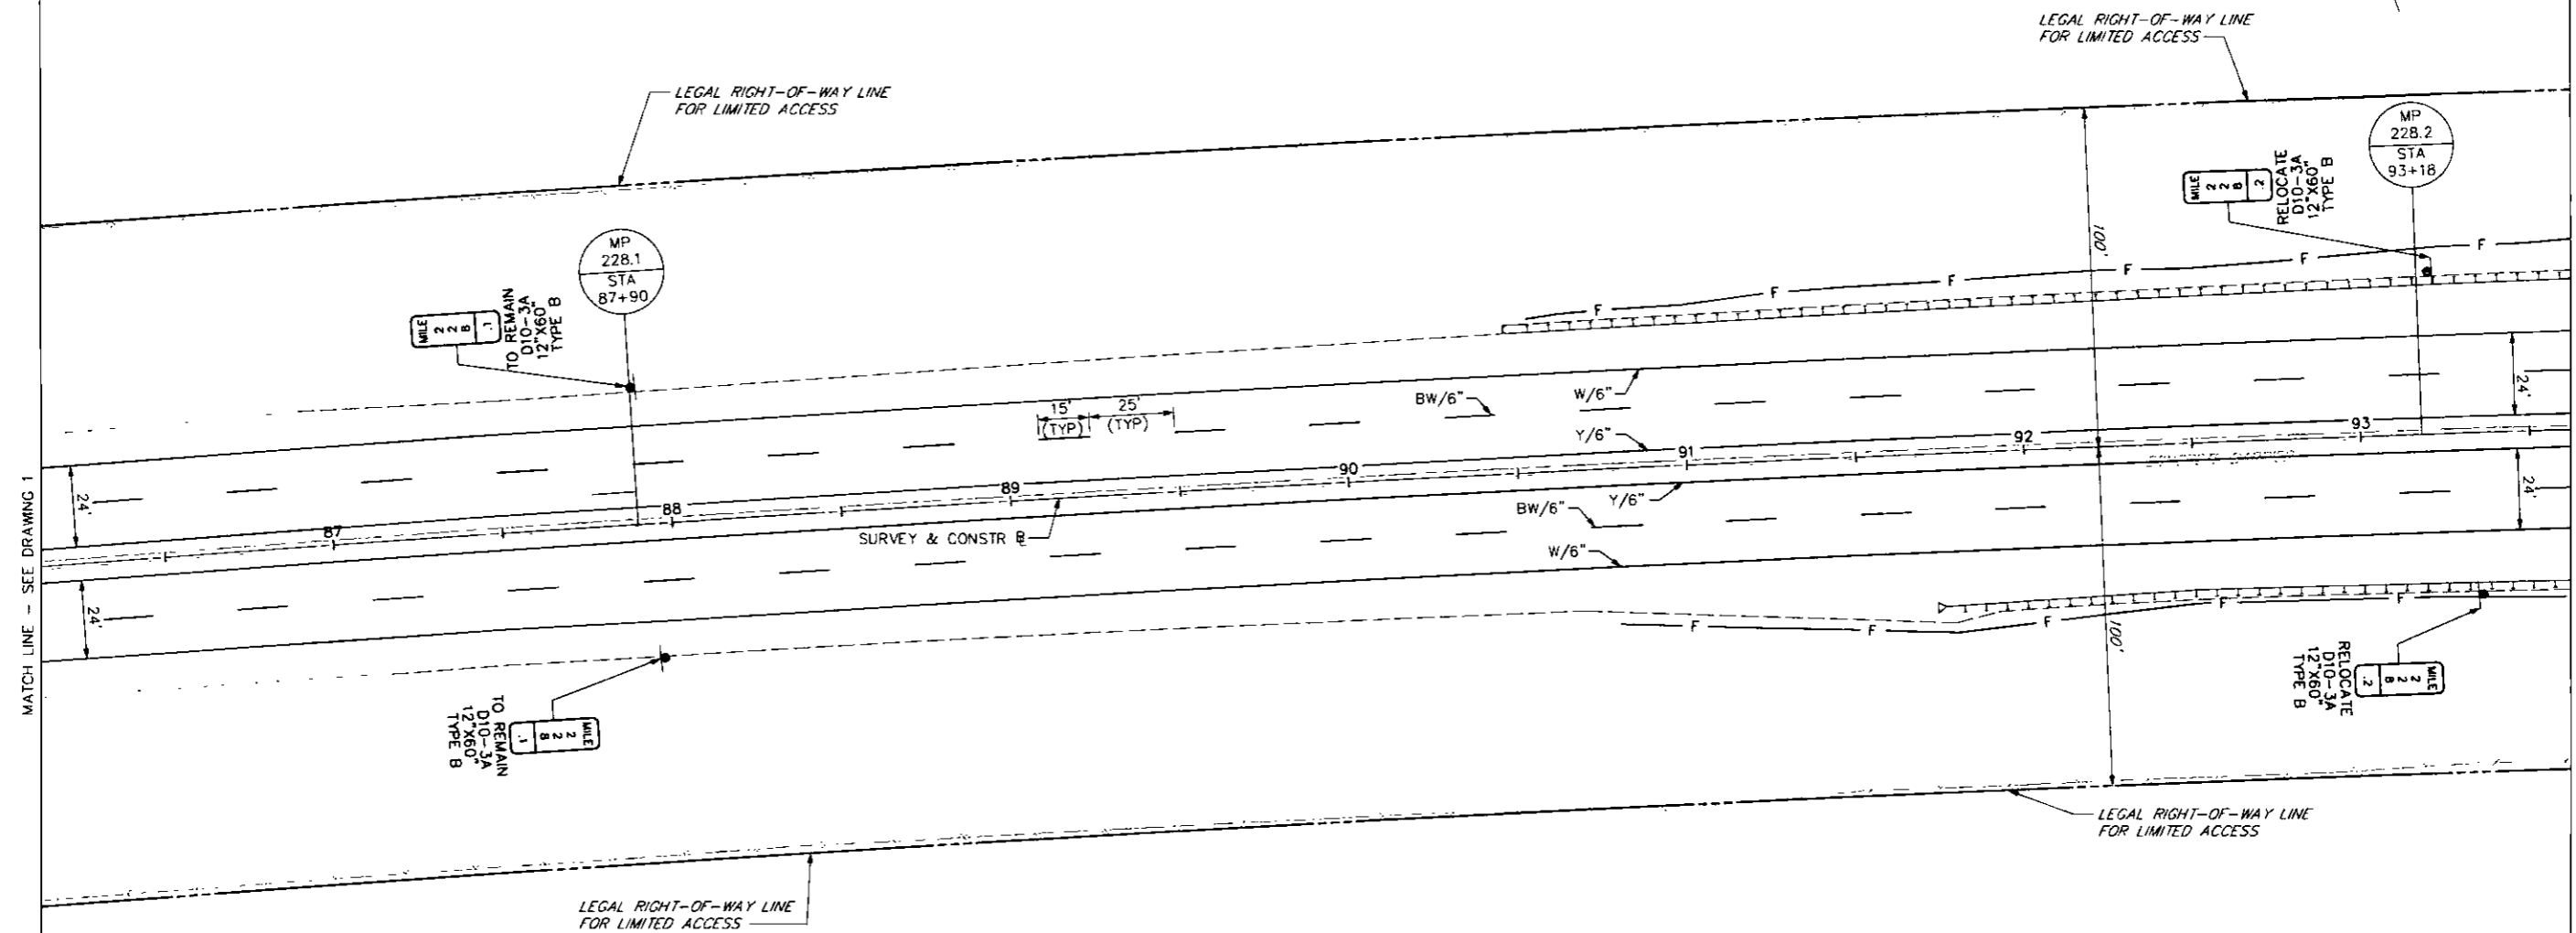 LEGAL RIGHT-OF-WAY LINE
FOR LIMITED ACCESS
LEGAL RIGHT-OF-WAY LINE
FOR LIMITED ACCESS
MP
228.2
STA
93+18
MILE
2
2
8
.2
RELOCATE
D10-3A
12"X60"
TYPE B
MP
228.1
STA
87+90
MILE
2
2
8
.1
TO REMAIN
D10-3A
12"X60"
TYPE B
100'
F F F F F F
15'
(TYP)
25'
(TYP)
BW/6"
W/6"
Y/6"
24'
24'
87 88 89 90 91 92 93
SURVEY & CONSTR B
BW/6"
Y/6"
W/6"
24'
24'
MATCH LINE - SEE DRAWING 1
F F F F F
100'
TO REMAIN
D10-3A
12"X60"
TYPE B
MILE
2
2
8
.1
RELOCATE
D10-3A
12"X60"
TYPE B
MILE
2
2
8
.2
LEGAL RIGHT-OF-WAY LINE
FOR LIMITED ACCESS
LEGAL RIGHT-OF-WAY LINE
FOR LIMITED ACCESS